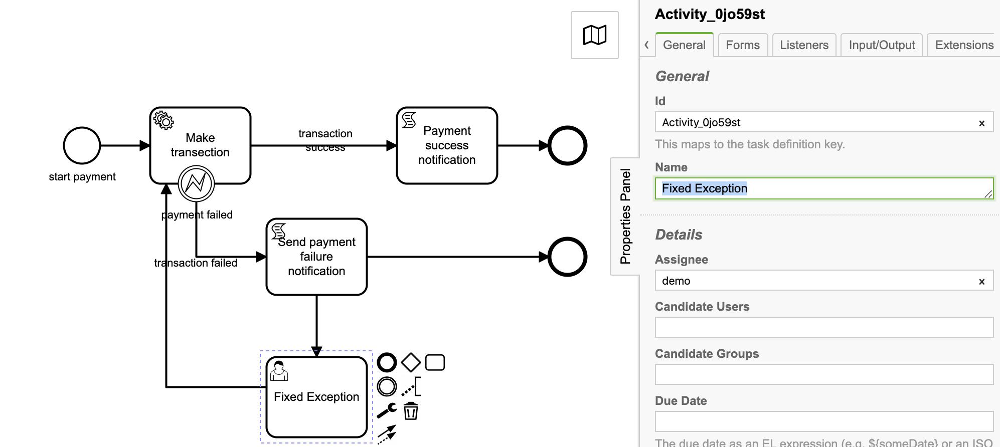 start payment
Make
transection
transaction
success
Payment
success
notification
payment failed
transaction failed
Send payment
failure
notification
Fixed Exception
Properties Panel
Activity_0jo59st
General
Forms
Listeners
Input/Output
Extensions
General
Id
Activity_0jo59st
This maps to the task definition key.
Name
Fixed Exception
Details
Assignee
demo
Candidate Users
Candidate Groups
Due Date
The due date as an EL expression (e.g. ${someDate} or an ISO